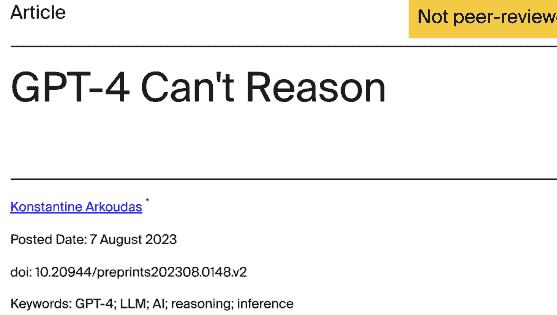 Article
Not peer-review
GPT-4 Can't Reason
Konstantine Arkoudas *
Posted Date: 7 August 2023
doi: 10.20944/preprints202308.0148.v2
Keywords: GPT-4; LLM; AI; reasoning; inference